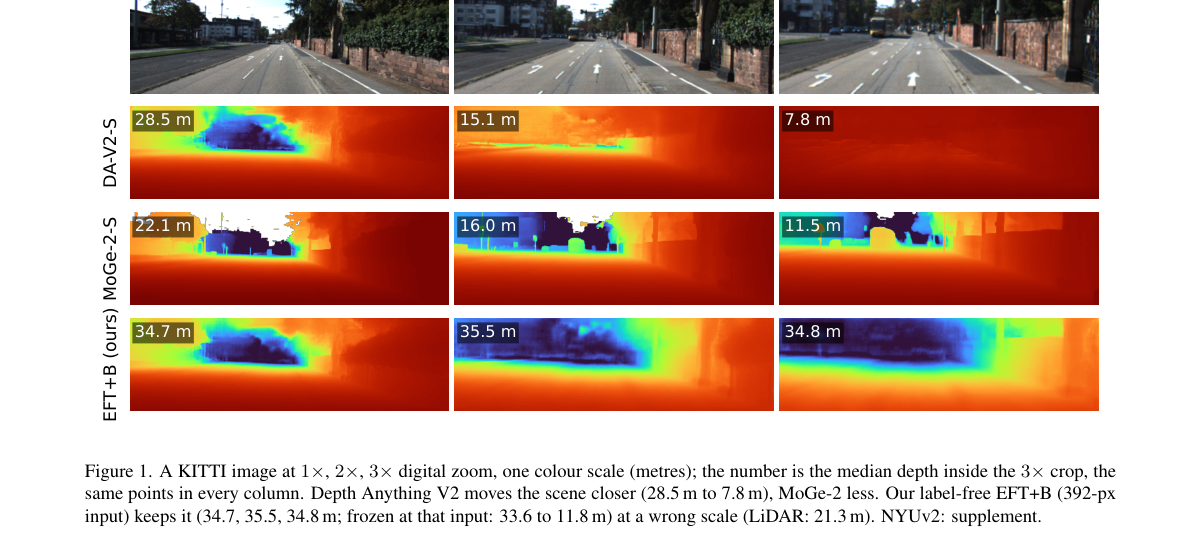 DA-V2-S
28.5 m
15.1 m
7.8 m
MoGe-2-S
22.1 m
16.0 m
11.5 m
EFT+B (ours)
34.7 m
35.5 m
34.8 m
Figure 1. A KITTI image at 1×, 2×, 3× digital zoom, one colour scale (metres); the number is the median depth inside the 3× crop, the
same points in every column. Depth Anything V2 moves the scene closer (28.5 m to 7.8 m), MoGe-2 less. Our label-free EFT+B (392-px
input) keeps it (34.7, 35.5, 34.8 m; frozen at that input: 33.6 to 11.8 m) at a wrong scale (LiDAR: 21.3 m). NYUv2: supplement.